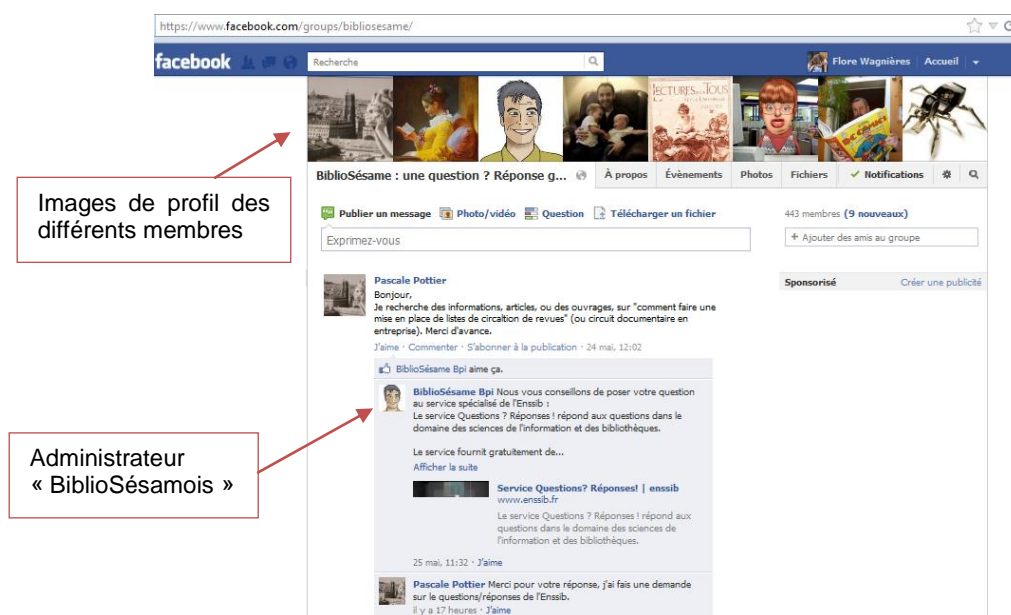 https://www.facebook.com/groups/bibliosesame/
facebook
Recherche
Flore Wagnières
Accueil
LECTURES POUR TOUS
BiblioSésame : une question ? Réponse g...
À propos
Évènements
Photos
Fichiers
Notifications
Images de profil des
différents membres
Publier un message
Photo/vidéo
Question
Télécharger un fichier
443 membres (9 nouveaux)
Exprimez-vous
+ Ajouter des amis au groupe
Sponsorisé
Créer une publicité
Pascale Pottier
Bonjour,
Je recherche des informations, articles, ou des ouvrages, sur "comment faire une
mise en place de listes de circaltion de revues" (ou circuit documentaire en
entreprise). Merci d'avance.
J'aime · Commenter · S'abonner à la publication · 24 mai, 12:02
BiblioSésame Bpi aime ça.
BiblioSésame Bpi Nous vous conseillons de poser votre question
au service spécialisé de l'Enssib :
Le service Questions ? Réponses ! répond aux questions dans le
domaine des sciences de l'information et des bibliothèques.
Le service fournit gratuitement de...
Afficher la suite
Administrateur
« BiblioSésamois »
Service Questions? Réponses! | enssib
www.enssib.fr
Le service Questions ? Réponses ! répond aux
questions dans le domaine des sciences de
l'information et des bibliothèques.
25 mai, 11:32 · J'aime
Pascale Pottier Merci pour votre réponse, j'ai fais une demande
sur le questions/réponses de l'Enssib.
il y a 17 heures · J'aime